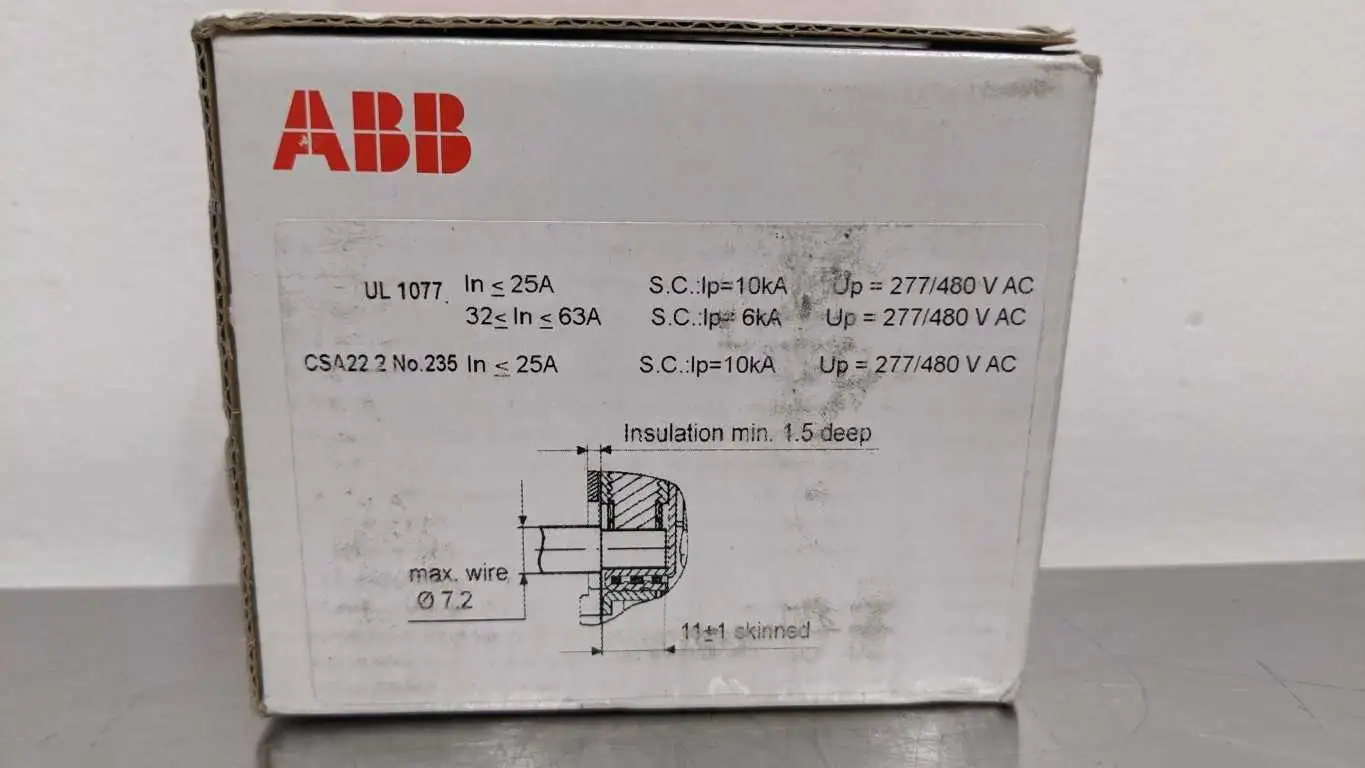 ABB
UL 1077 In ≤ 25A S.C.:Ip=10kA Up = 277/480 V AC
32≤ In ≤ 63A S.C.:Ip= 6kA Up = 277/480 V AC
CSA22.2 No.235 In ≤ 25A S.C.:Ip=10kA Up = 277/480 V AC
Insulation min. 1.5 deep
max. wire
Ø 7.2
11±1 skinned